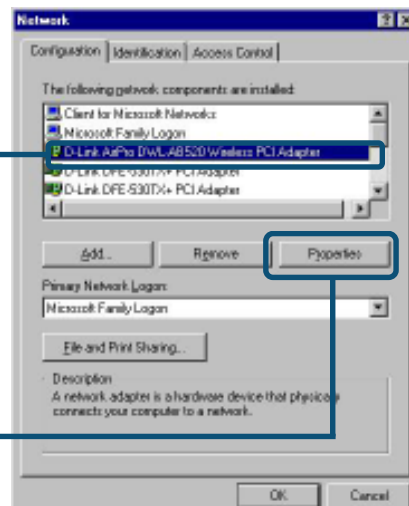 Network
Configuration Identification Access Control
The following network components are installed:
Client for Microsoft Networks
Microsoft Family Logon
D-Link AirPro DWL-AB520 Wireless PCI Adapter
D-Link DFE-530TX+ PCI Adapter
D-Link DFE-530TX+ PCI Adapter
Add... Remove Properties
Primary Network Logon:
Microsoft Family Logon
File and Print Sharing...
Description
A network adapter is a hardware device that physically
connects your computer to a network.
OK Cancel